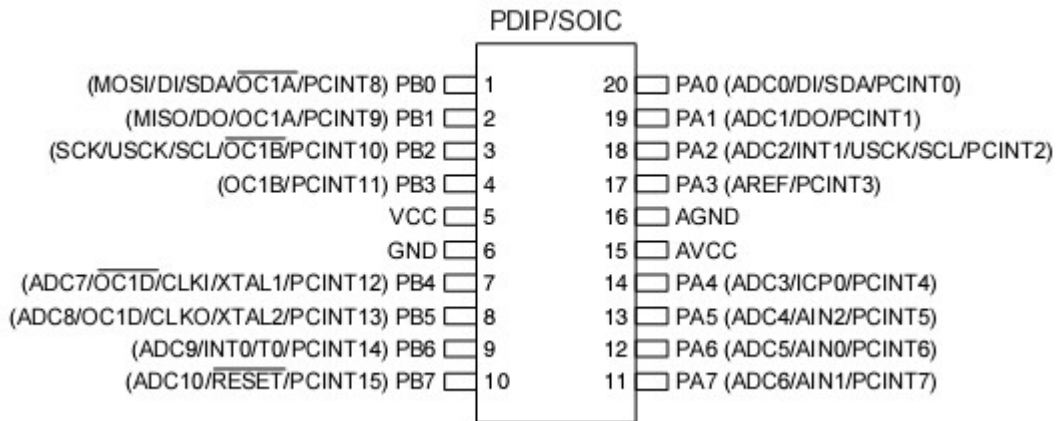 PDIP/SOIC
(MOSI/DI/SDA/O̅C̅1̅A̅/PCINT8) PB0 1 20 PA0 (ADC0/DI/SDA/PCINT0)
(MISO/DO/OC1A/PCINT9) PB1 2 19 PA1 (ADC1/DO/PCINT1)
(SCK/USCK/SCL/O̅C̅1̅B̅/PCINT10) PB2 3 18 PA2 (ADC2/INT1/USCK/SCL/PCINT2)
(OC1B/PCINT11) PB3 4 17 PA3 (AREF/PCINT3)
VCC 5 16 AGND
GND 6 15 AVCC
(ADC7/O̅C̅1̅D̅/CLKI/XTAL1/PCINT12) PB4 7 14 PA4 (ADC3/ICP0/PCINT4)
(ADC8/OC1D/CLKO/XTAL2/PCINT13) PB5 8 13 PA5 (ADC4/AIN2/PCINT5)
(ADC9/INT0/T0/PCINT14) PB6 9 12 PA6 (ADC5/AIN0/PCINT6)
(ADC10/R̅E̅S̅E̅T̅/PCINT15) PB7 10 11 PA7 (ADC6/AIN1/PCINT7)